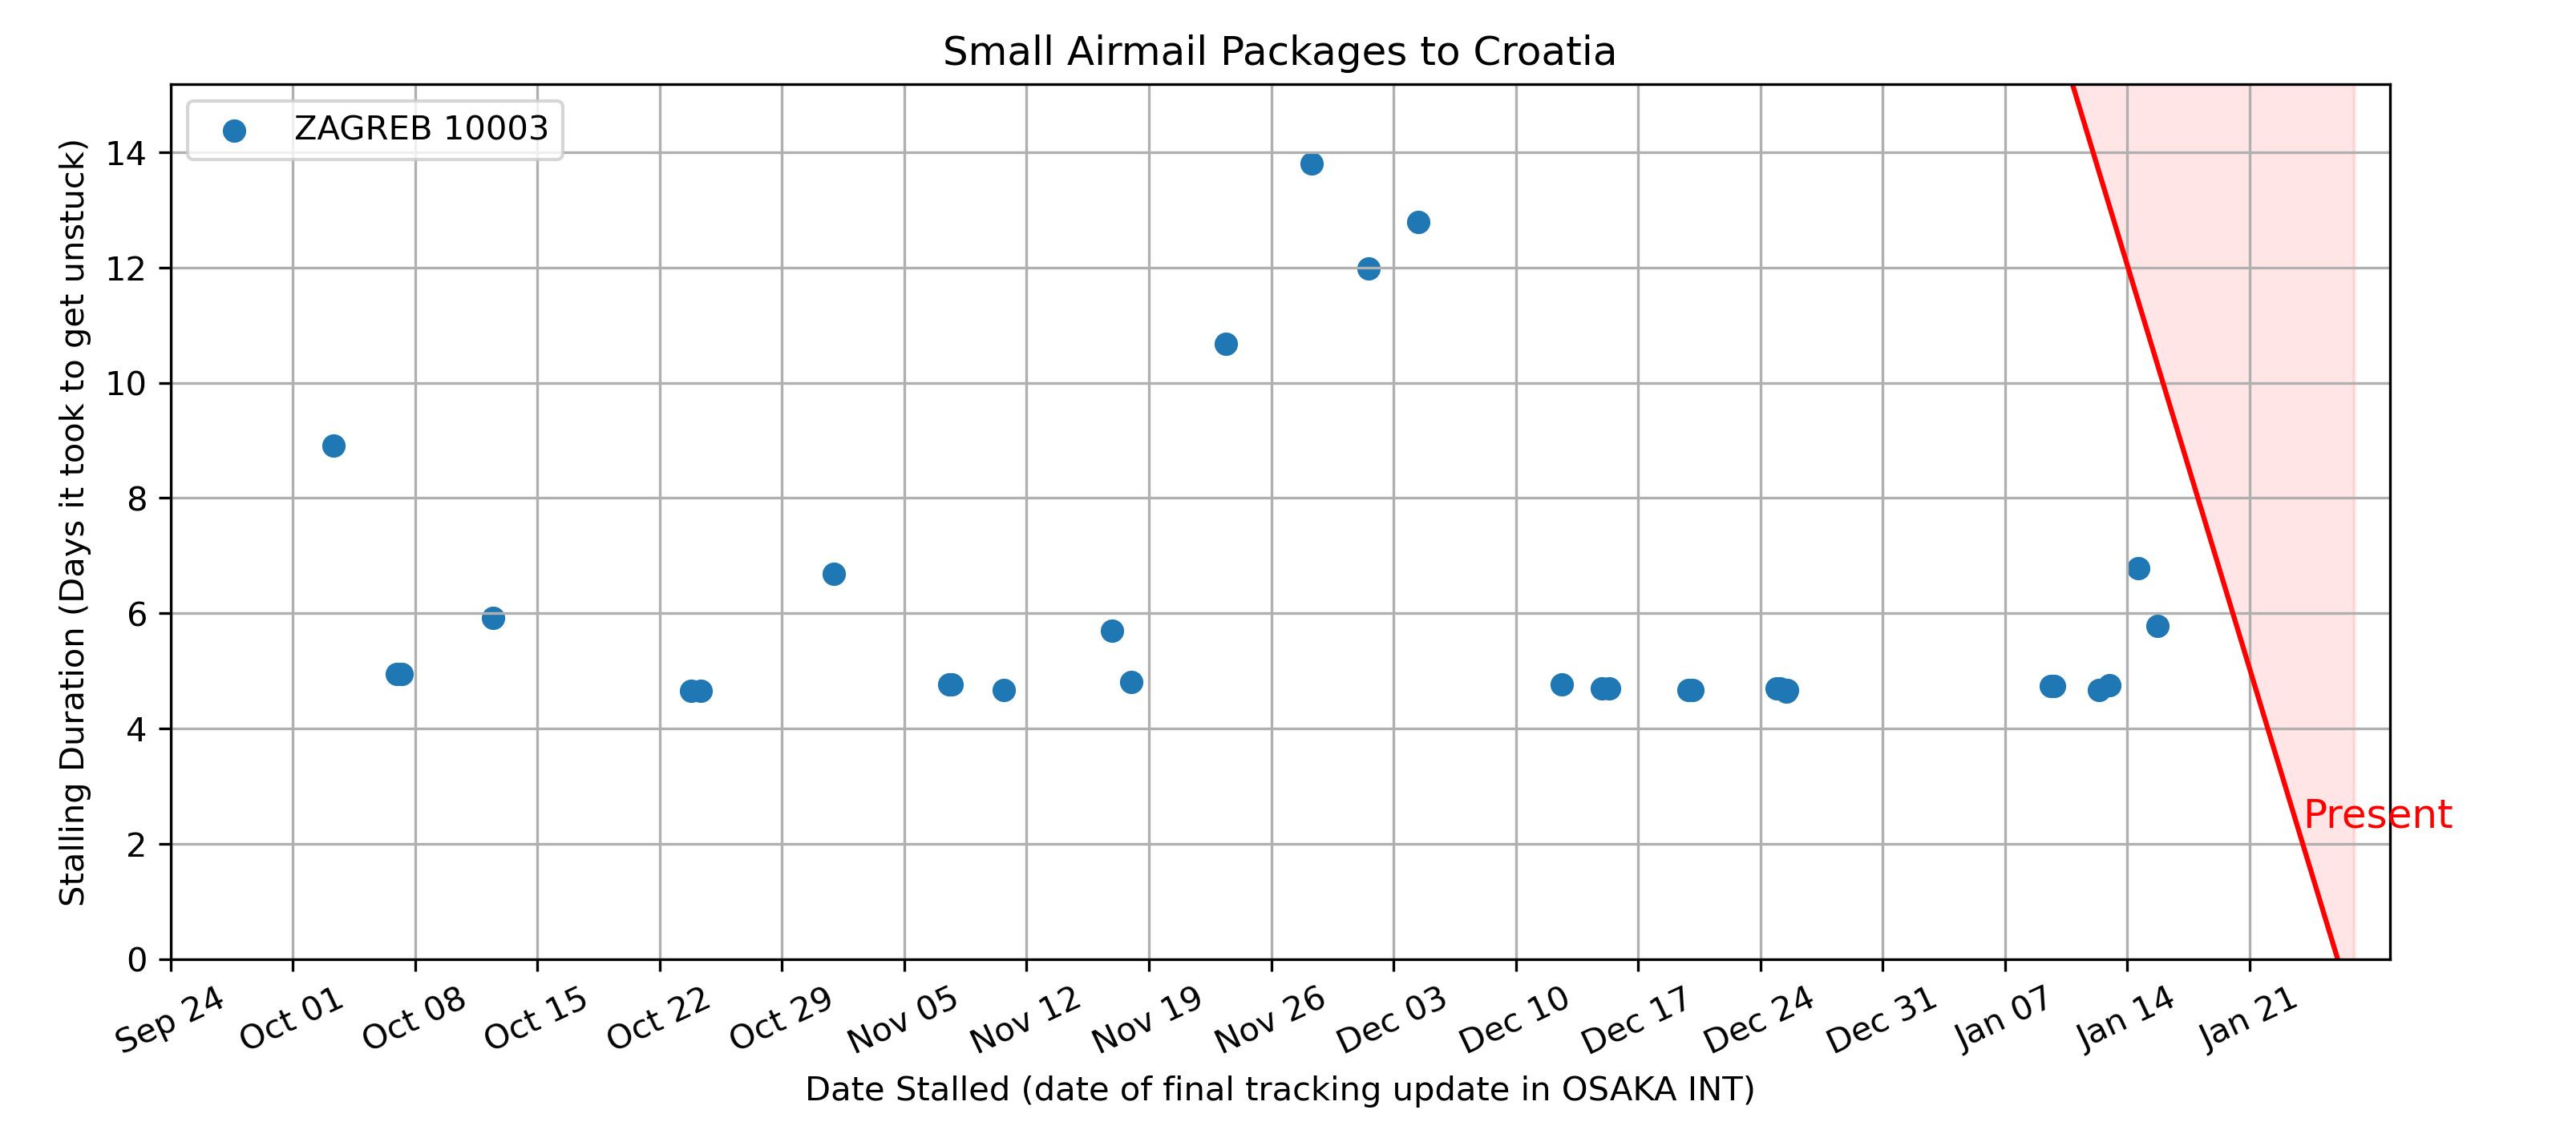 Small Airmail Packages to Croatia
ZAGREB 10003
Stalling Duration (Days it took to get unstuck)
14
12
10
8
6
4
2
0
Present
Sep 24
Oct 01
Oct 08
Oct 15
Oct 22
Oct 29
Nov 05
Nov 12
Nov 19
Nov 26
Dec 03
Dec 10
Dec 17
Dec 24
Dec 31
Jan 07
Jan 14
Jan 21
Date Stalled (date of final tracking update in OSAKA INT)